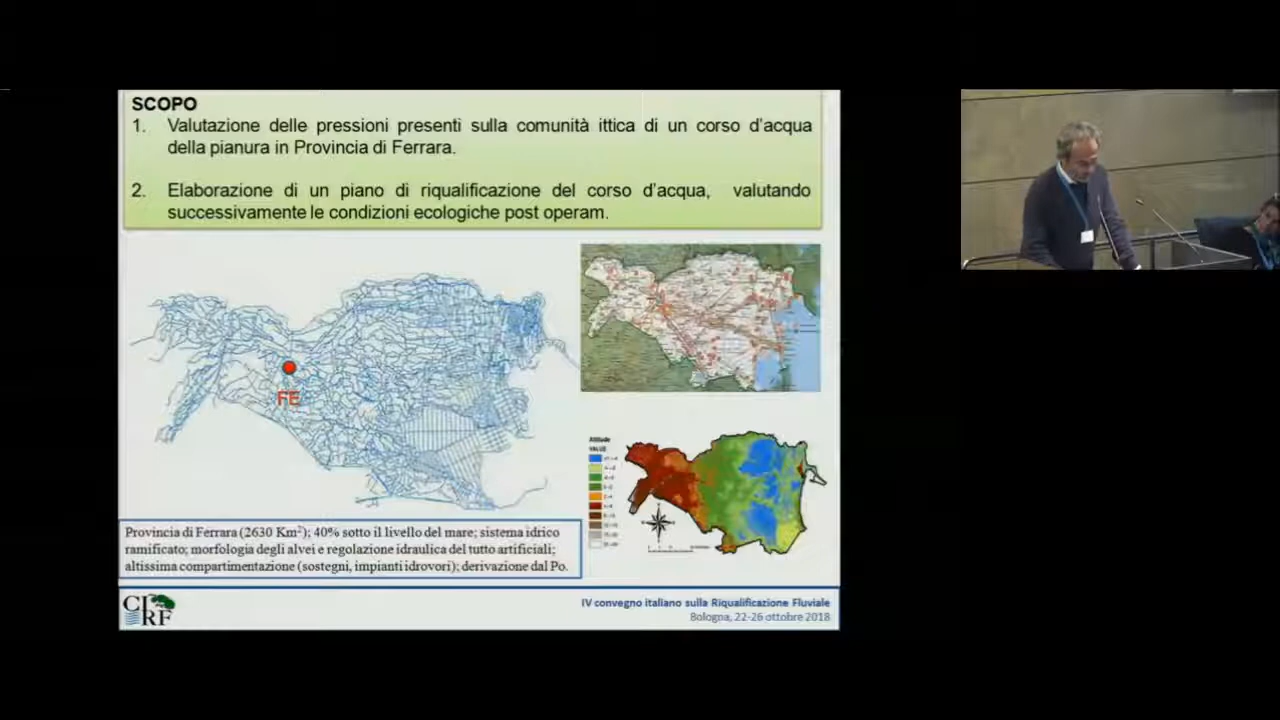 SCOPO
1. Valutazione delle pressioni presenti sulla comunità ittica di un corso d'acqua
della pianura in Provincia di Ferrara.
2. Elaborazione di un piano di riqualificazione del corso d'acqua, valutando
successivamente le condizioni ecologiche post operam.
FE
Altitude
VALUE
Provincia di Ferrara (2630 Km²); 40% sotto il livello del mare; sistema idrico
ramificato; morfologia degli alvei e regolazione idraulica del tutto artificiali;
altissima compartimentazione (sostegni, impianti idrovori); derivazione dal Po.
CIRF
IV convegno italiano sulla Riqualificazione Fluviale
Bologna, 22-26 ottobre 2018